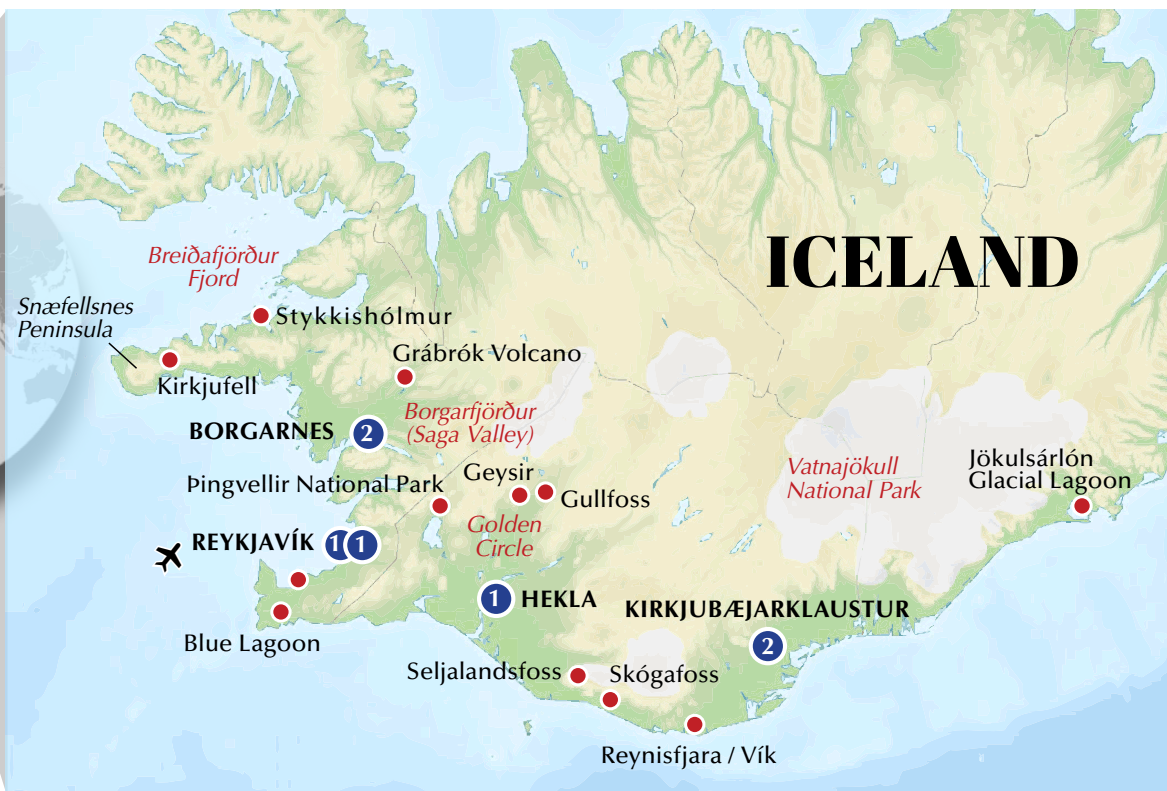 ICELAND
Breiðafjörður
Fjord
Snæfellsnes
Peninsula
Stykkishólmur
Grábrók Volcano
Kirkjufell
Borgarfjörður
(Saga Valley)
BORGARNES
2
Vatnajökull
National Park
Jökulsárlón
Glacial Lagoon
Þingvellir National Park
Geysir
Gullfoss
Golden
Circle
REYKJAVÍK
1
1
1
HEKLA
KIRKJUBÆJARKLAUSTUR
2
Blue Lagoon
Seljalandsfoss
Skógafoss
Reynisfjara / Vík